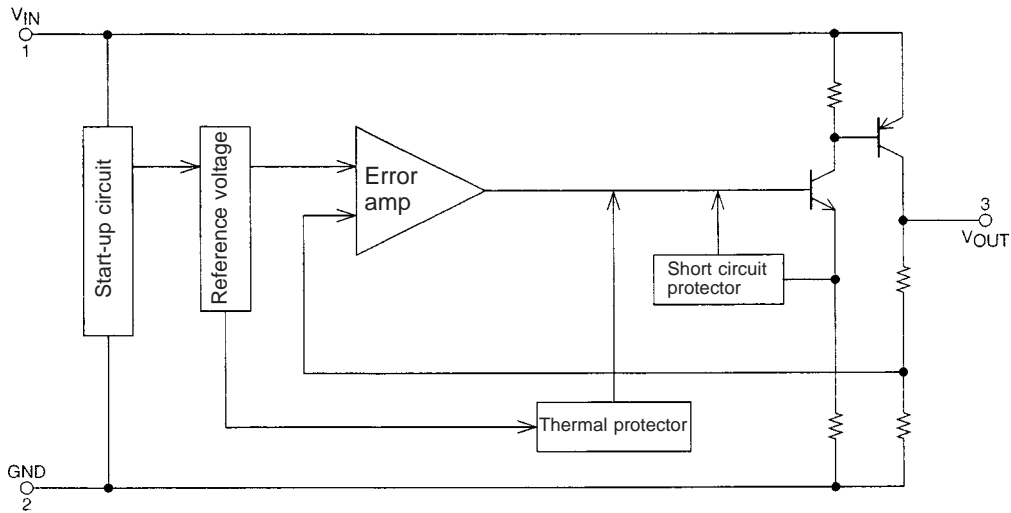 VIN
1
Start-up circuit
Reference voltage
Error
amp
Short circuit
protector
3
VOUT
Thermal protector
GND
2